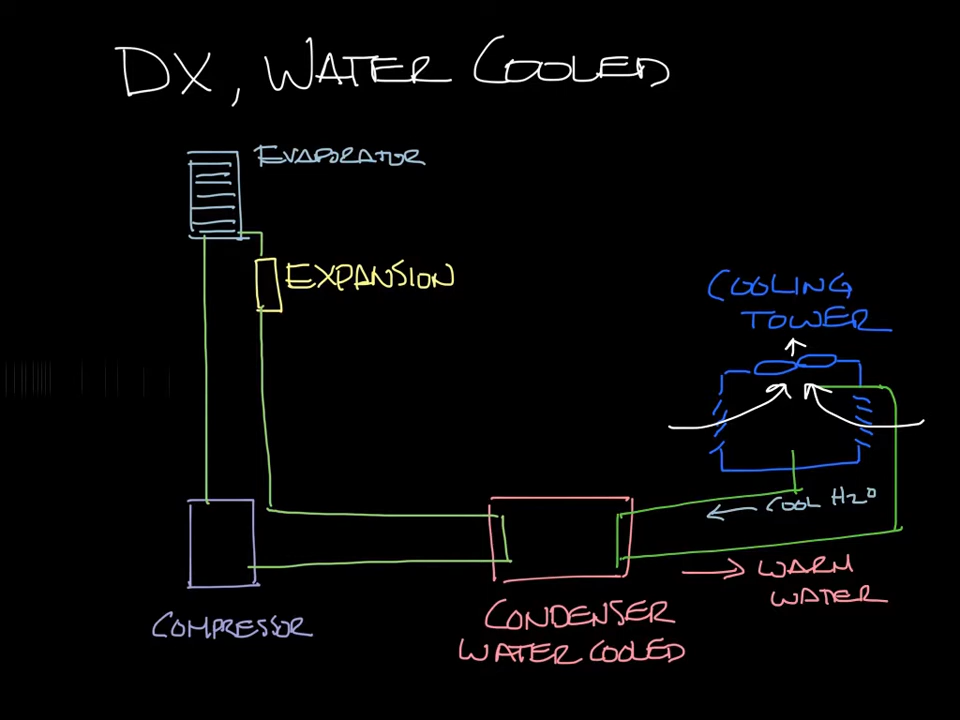 DX, WATER COOLED
EVAPORATOR
EXPANSION
COOLING
TOWER
COOL H2O
WARM
WATER
COMPRESSOR
CONDENSER
WATER COOLED